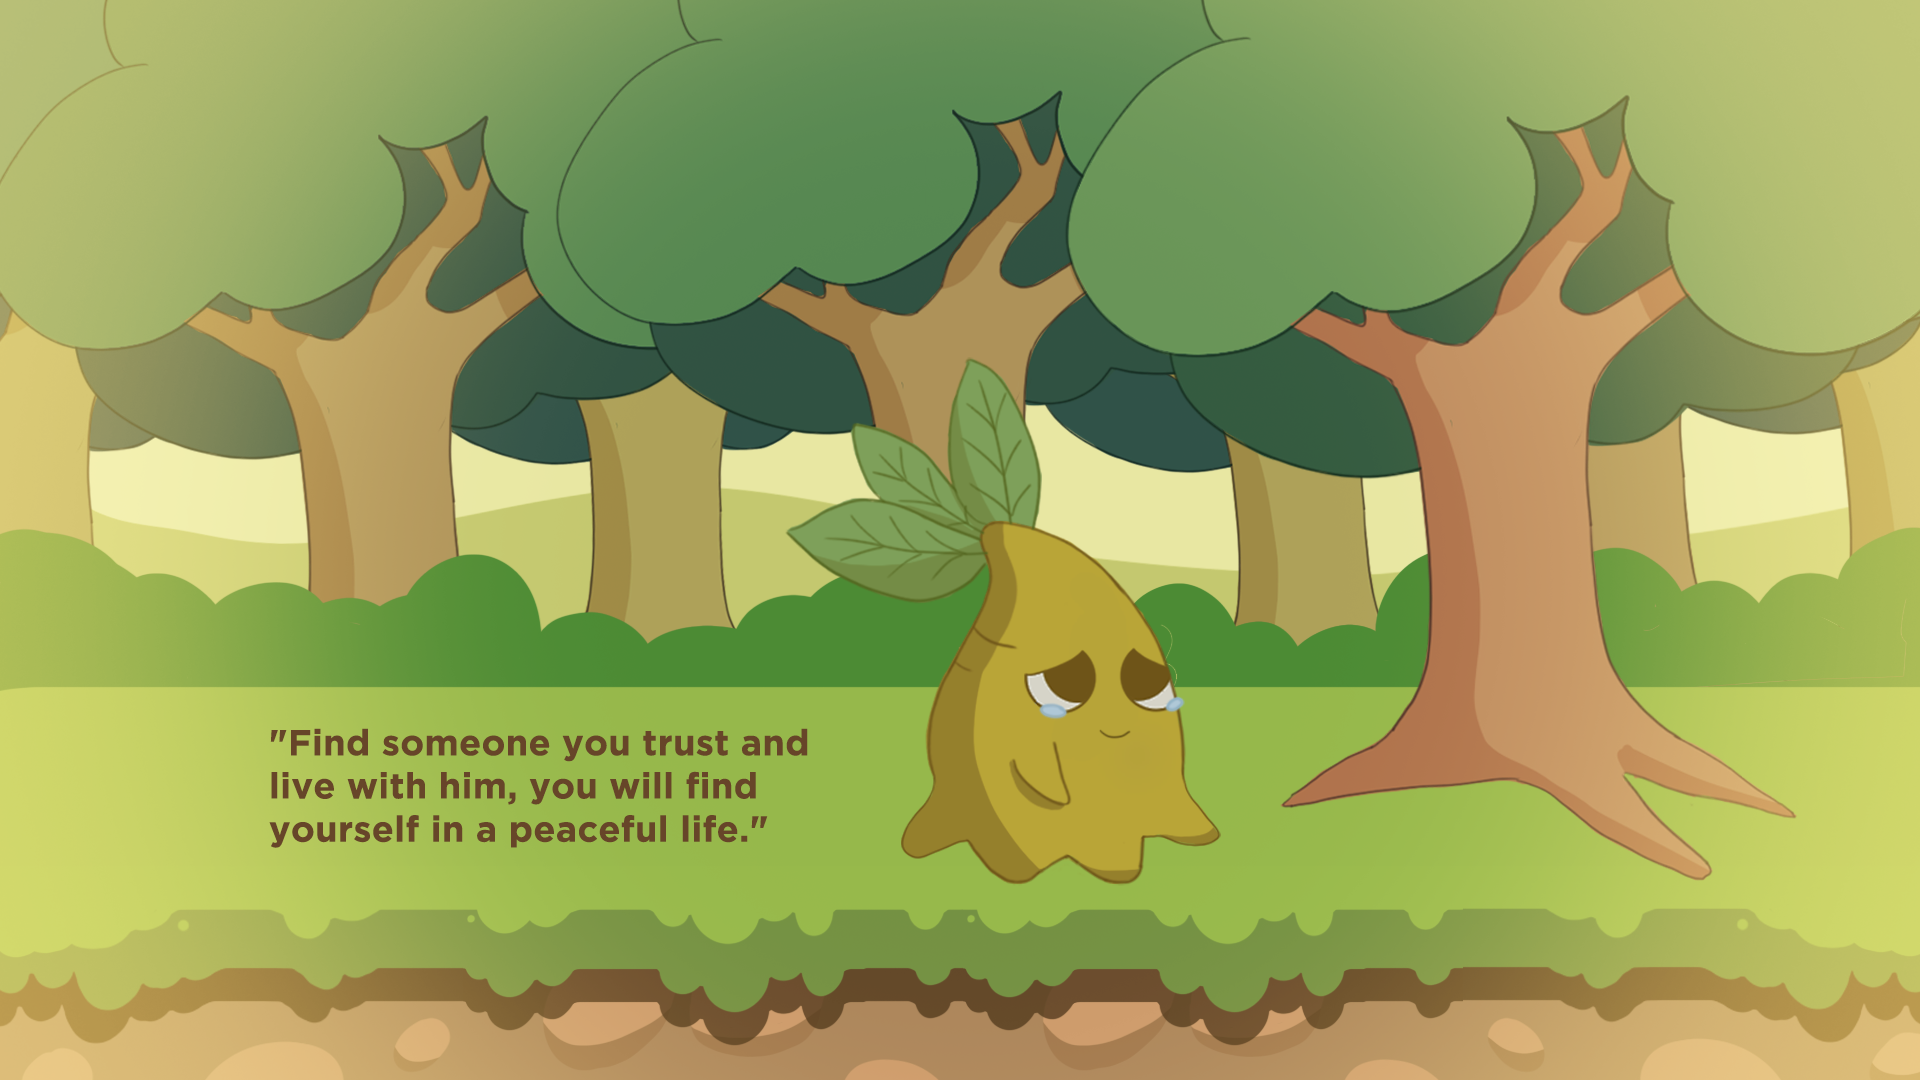 "Find someone you trust and
live with him, you will find
yourself in a peaceful life."